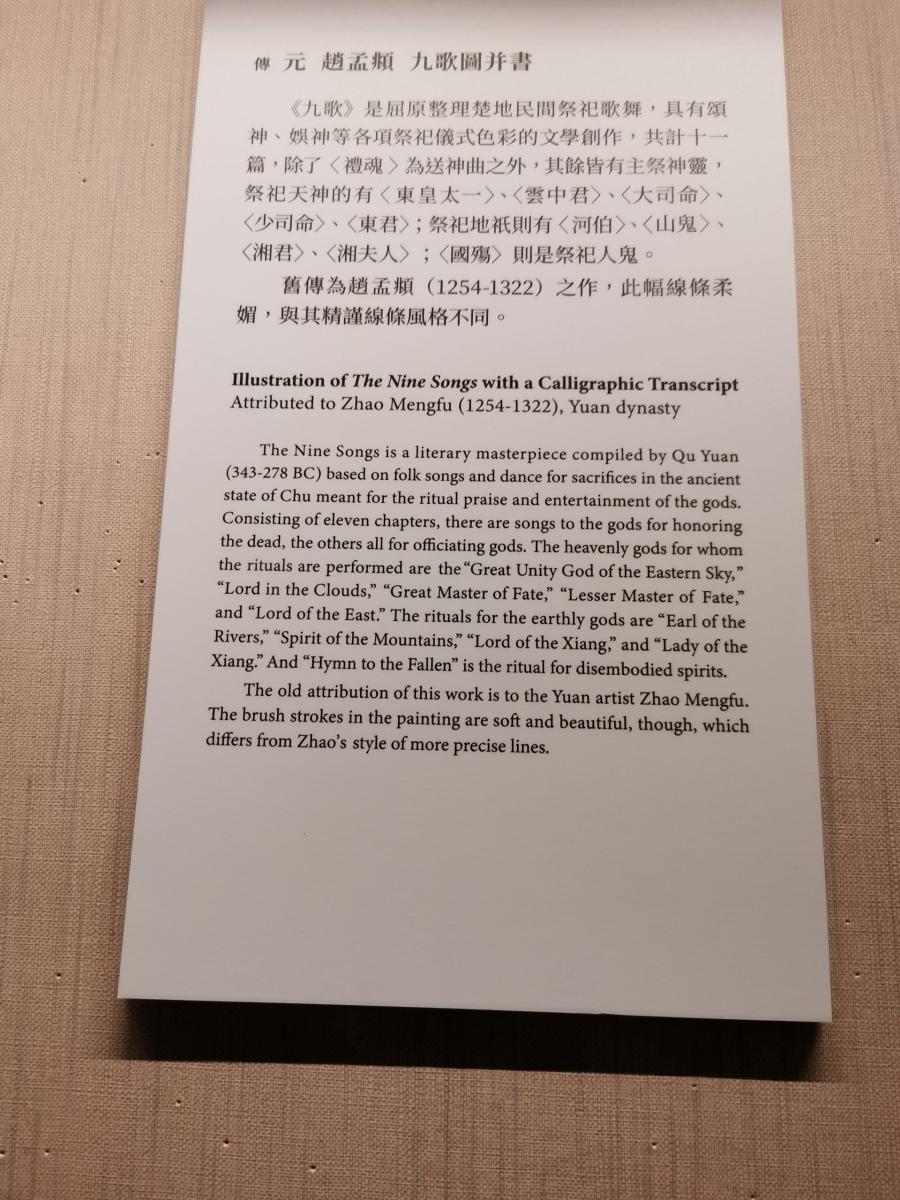 傳 元 趙孟頫 九歌圖并書
《九歌》是屈原整理楚地民間祭祀歌舞，具有頌
神、娛神等各項祭祀儀式色彩的文學創作，共計十一
篇，除了〈禮魂〉為送神曲之外，其餘皆有主祭神靈，
祭祀天神的有〈東皇太一〉、〈雲中君〉、〈大司命〉、
〈少司命〉、〈東君〉；祭祀地祇則有〈河伯〉、〈山鬼〉、
〈湘君〉、〈湘夫人〉；〈國殤〉則是祭祀人鬼。
舊傳為趙孟頫（1254-1322）之作，此幅線條柔
媚，與其精謹線條風格不同。
Illustration of The Nine Songs with a Calligraphic Transcript
Attributed to Zhao Mengfu (1254-1322), Yuan dynasty
The Nine Songs is a literary masterpiece compiled by Qu Yuan
(343-278 BC) based on folk songs and dance for sacrifices in the ancient
state of Chu meant for the ritual praise and entertainment of the gods.
Consisting of eleven chapters, there are songs to the gods for honoring
the dead, the others all for officiating gods. The heavenly gods for whom
the rituals are performed are the “Great Unity God of the Eastern Sky,”
“Lord in the Clouds,” “Great Master of Fate,” “Lesser Master of Fate,”
and “Lord of the East.” The rituals for the earthly gods are “Earl of the
Rivers,” “Spirit of the Mountains,” “Lord of the Xiang,” and “Lady of the
Xiang.” And “Hymn to the Fallen” is the ritual for disembodied spirits.
The old attribution of this work is to the Yuan artist Zhao Mengfu.
The brush strokes in the painting are soft and beautiful, though, which
differs from Zhao’s style of more precise lines.